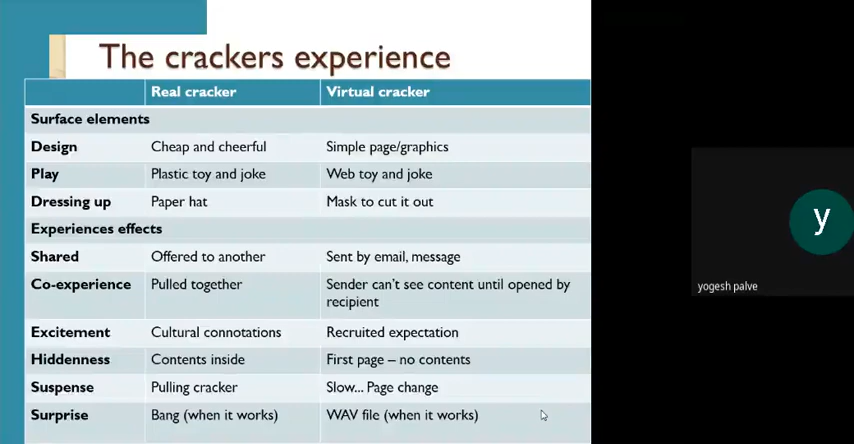 The crackers experience
Real cracker Virtual cracker
Surface elements
Design Cheap and cheerful Simple page/graphics
Play Plastic toy and joke Web toy and joke
Dressing up Paper hat Mask to cut it out
Experiences effects
Shared Offered to another Sent by email, message
Co-experience Pulled together Sender can't see content until opened by
recipient
Excitement Cultural connotations Recruited expectation
Hiddenness Contents inside First page – no contents
Suspense Pulling cracker Slow... Page change
Surprise Bang (when it works) WAV file (when it works)
y
yogesh palve